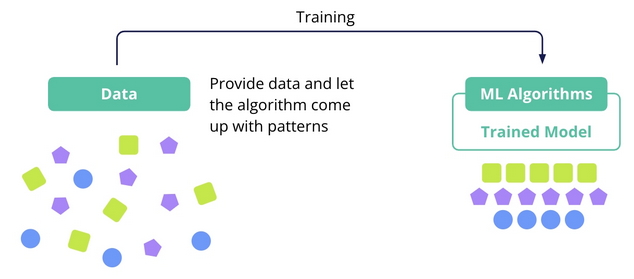 Training
Data
Provide data and let
the algorithm come
up with patterns
ML Algorithms
Trained Model